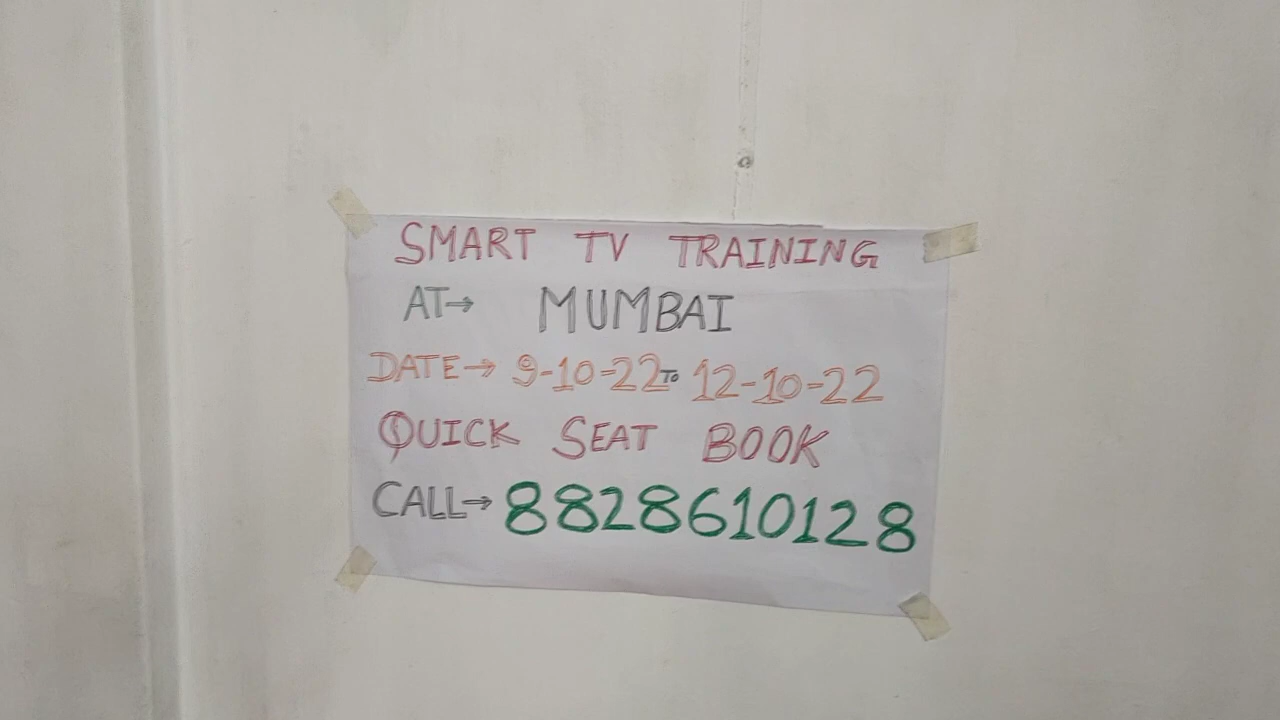 SMART TV TRAINING
AT→ MUMBAI
DATE→ 9-10-22 TO 12-10-22
QUICK SEAT BOOK
CALL→ 8828610128